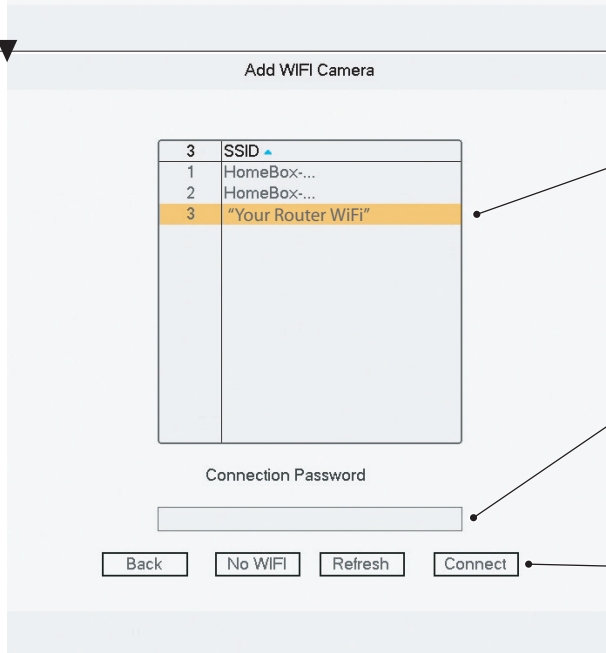 Add WIFI Camera
3 SSID
1 HomeBox-...
2 HomeBox-...
3 “Your Router WiFi”
Connection Password
Back No WIFI Refresh Connect